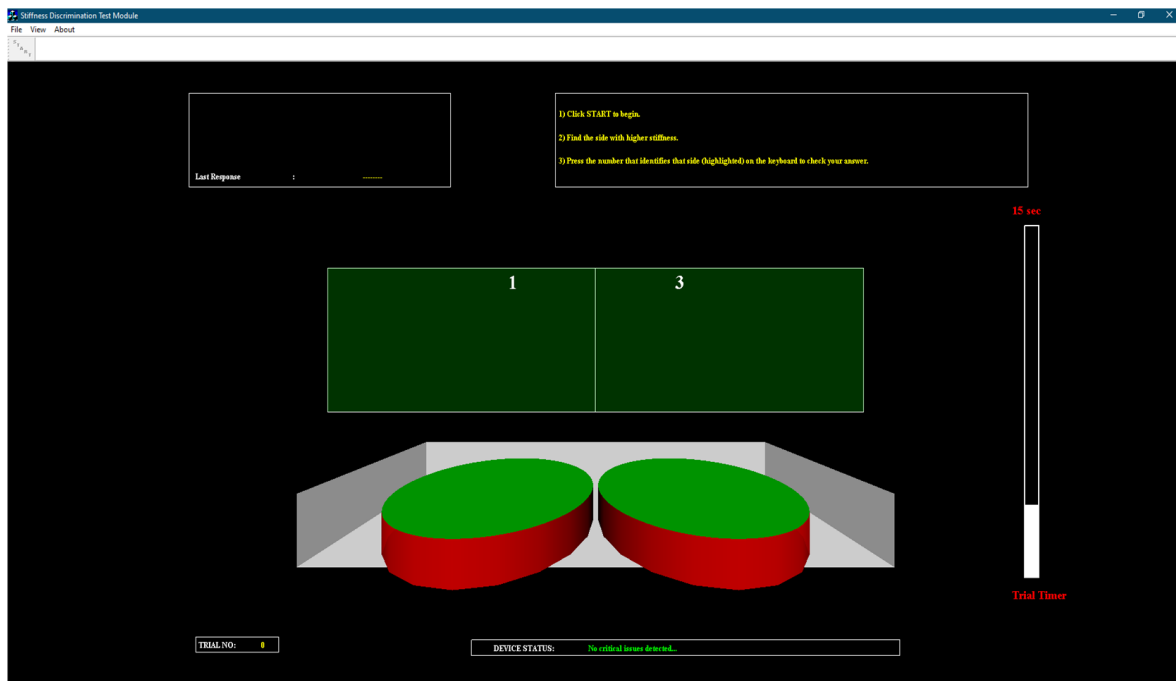 Stiffness Discrimination Test Module
File View About
START
Last Response : --------
1) Click START to begin.
2) Find the side with higher stiffness.
3) Press the number that identifies that side (highlighted) on the keyboard to check your answer.
15 sec
1 3
Trial Timer
TRIAL NO: 0
DEVICE STATUS: No critical issues detected...